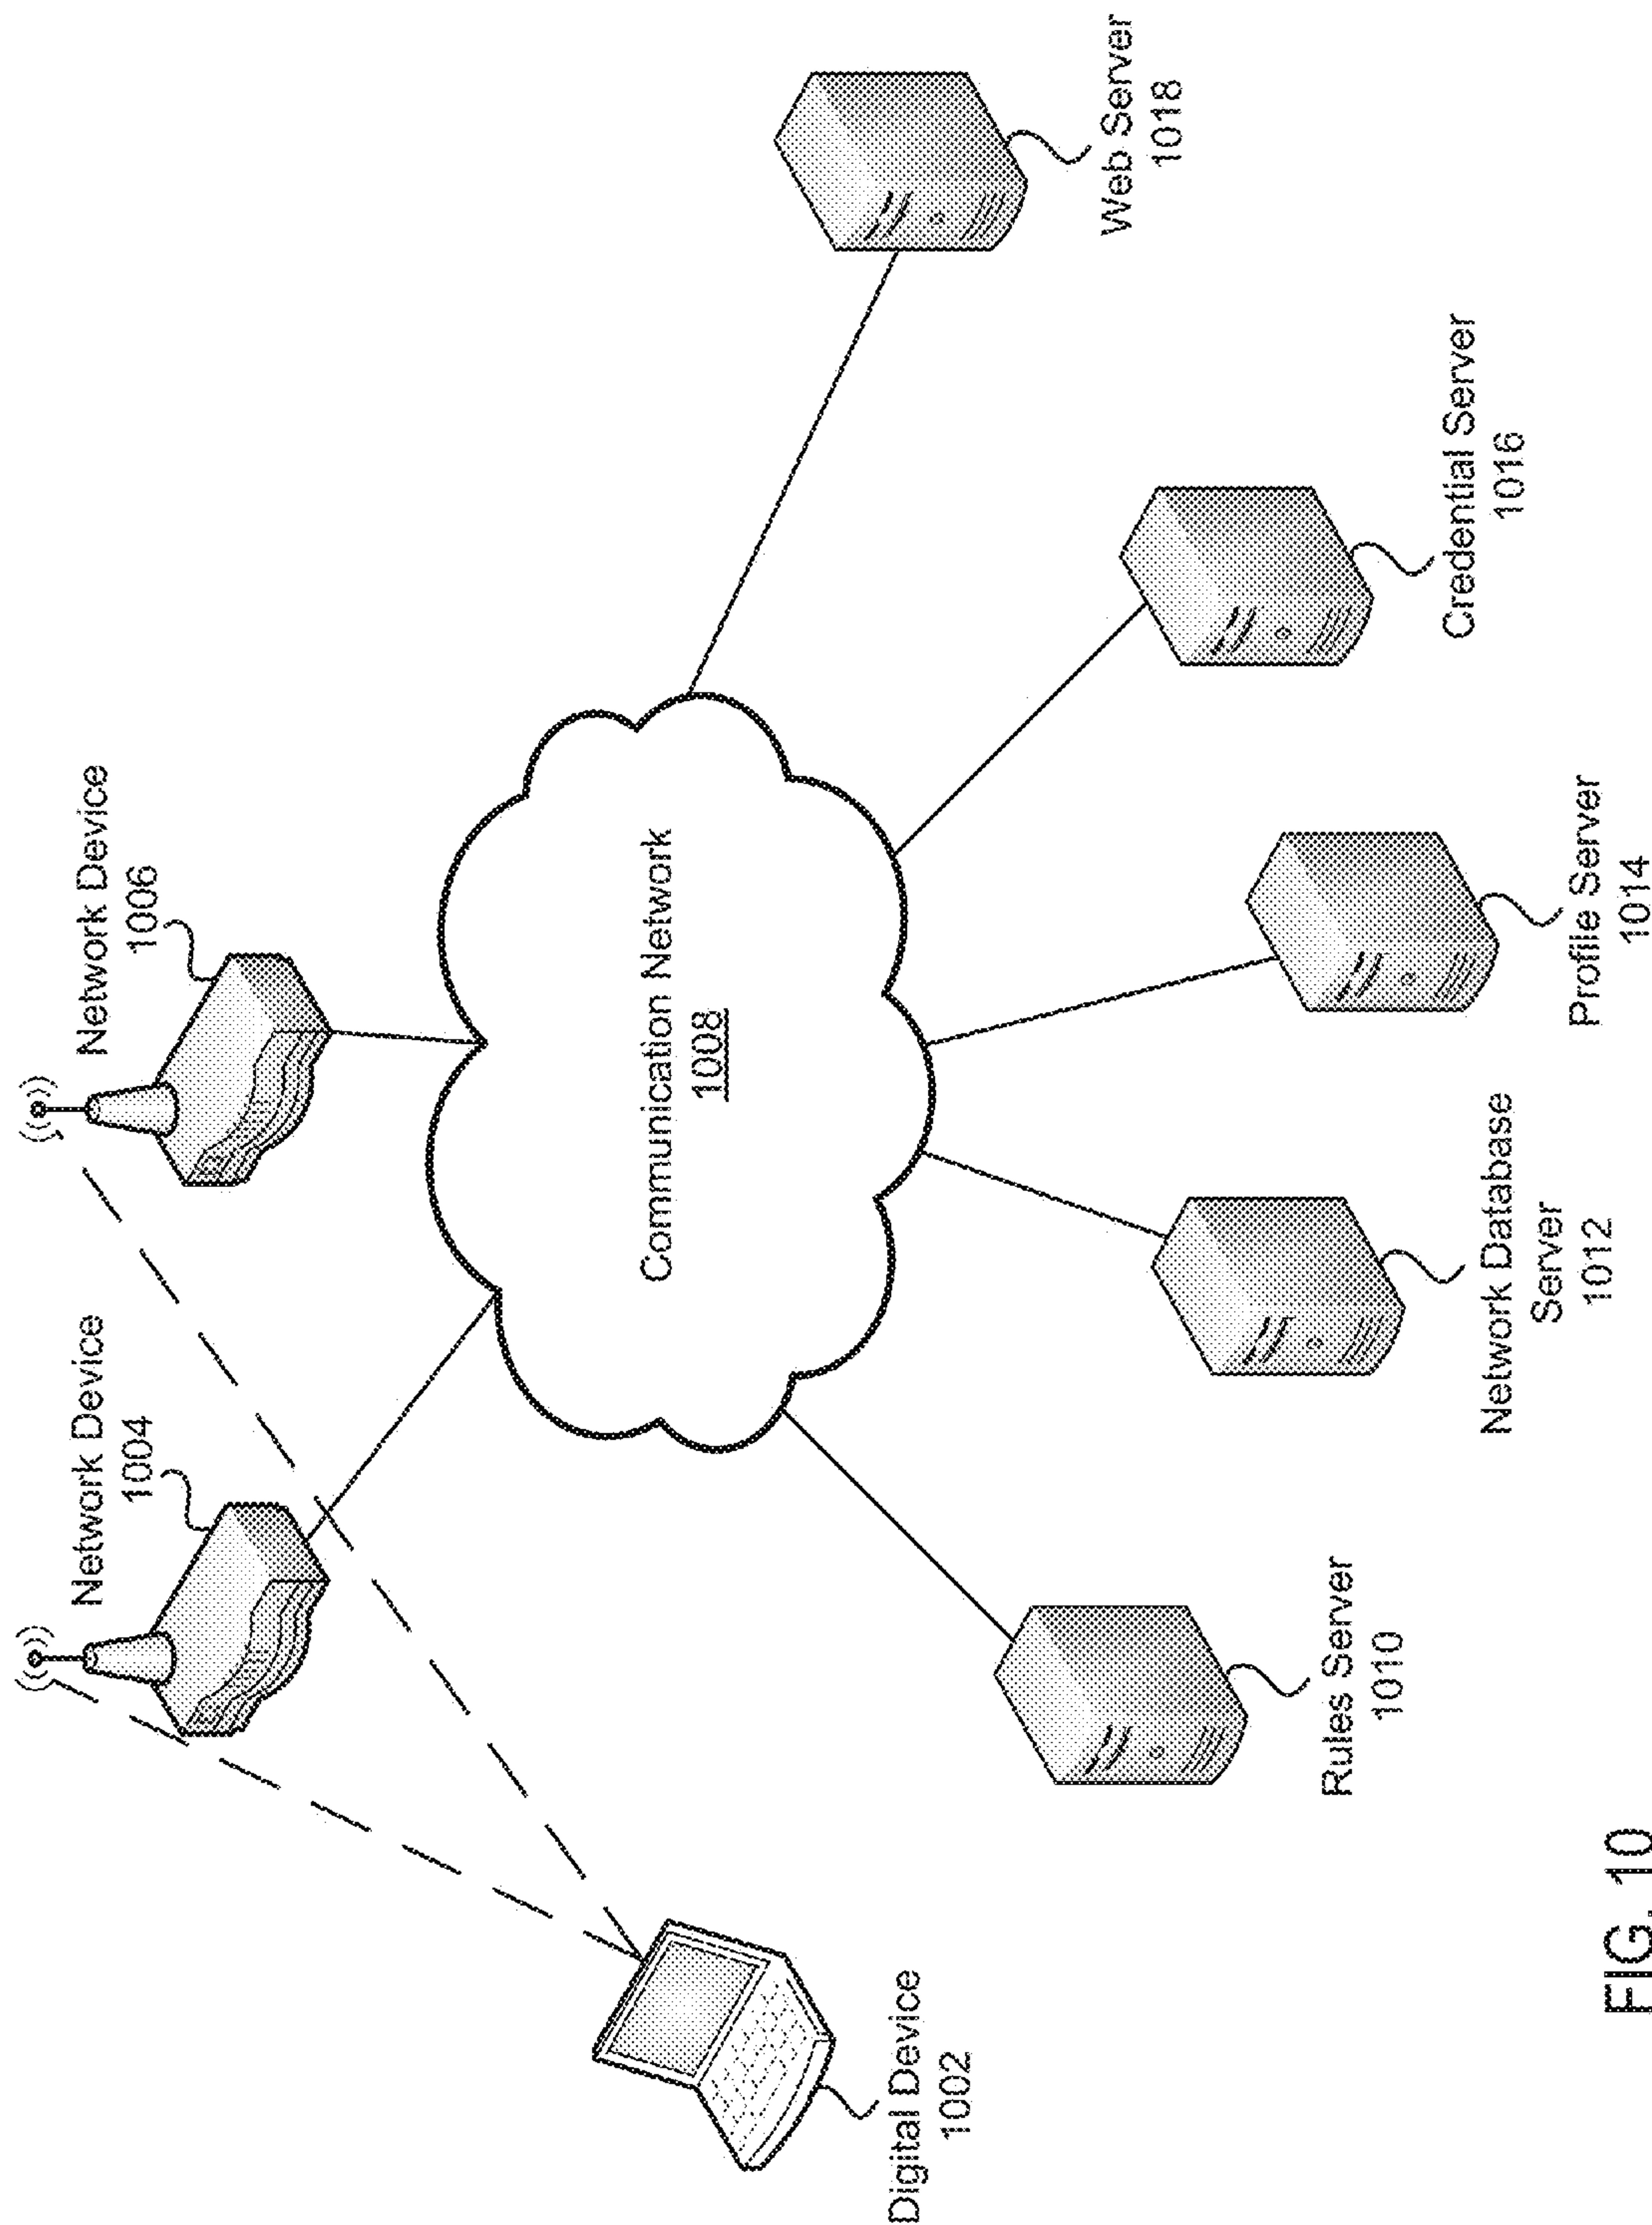 Network Device
1004
Network Device
1006
Digital Device
1002
Communication Network
1008
Web Server
1018
Rules Server
1010
Network Database
Server
1012
Profile Server
1014
Credential Server
1016
FIG. 10